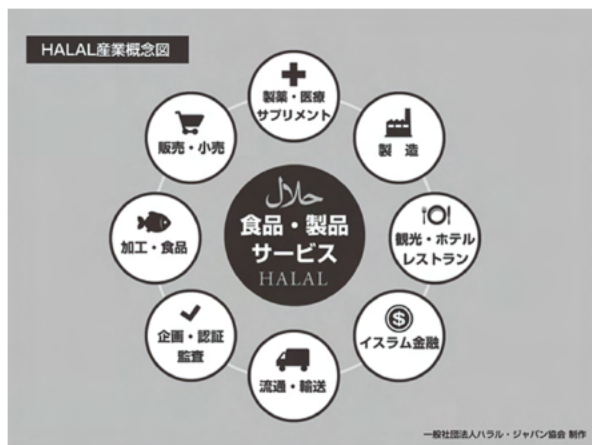 HALAL産業概念図
製薬・医療
サプリメント
製 造
観光・ホテル
レストラン
イスラム金融
流通・輸送
企画・認証
監査
加工・食品
販売・小売
حلال
食品・製品
サービス
HALAL
一般社団法人ハラル・ジャパン協会 制作